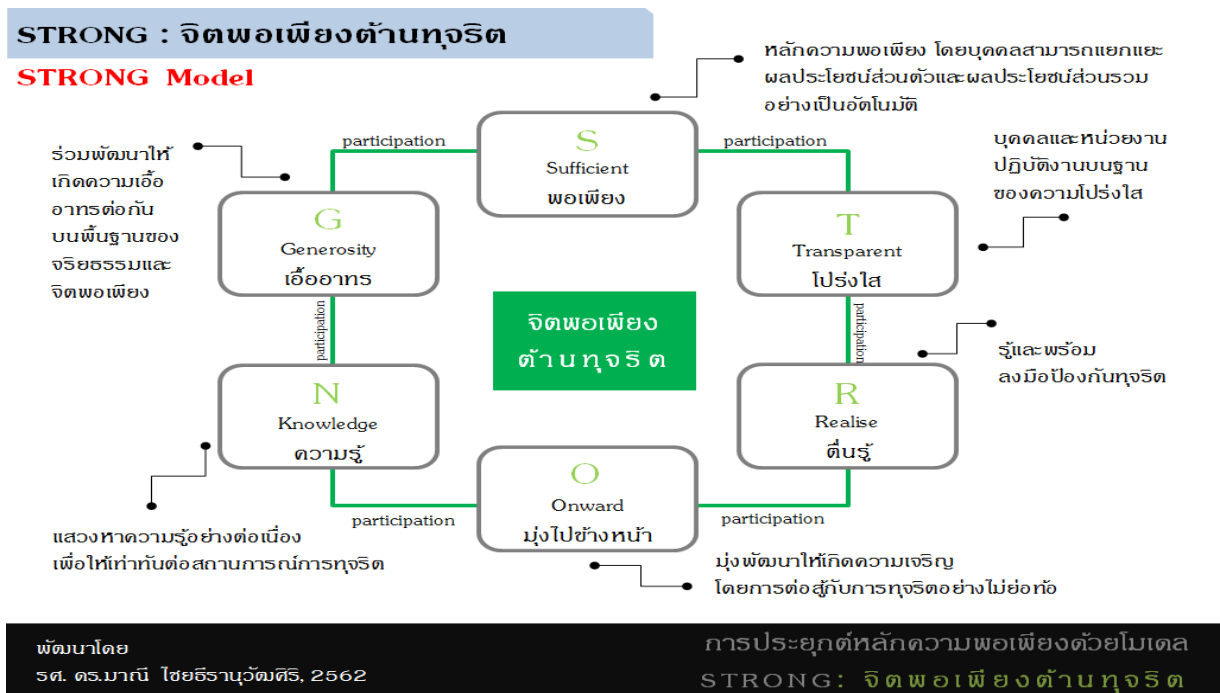 STRONG : จิตพอเพียงต้านทุจริต
STRONG Model
หลักความพอเพียง โดยบุคคลสามารถแยกแยะ
ผลประโยชน์ส่วนตัวและผลประโยชน์ส่วนรวม
อย่างเป็นอัตโนมัติ
participation
S
Sufficient
พอเพียง
participation
บุคคลและหน่วยงาน
ปฏิบัติงานบนฐาน
ของความโปร่งใส
ร่วมพัฒนาให้
เกิดความเอื้อ
อาทรต่อกัน
บนพื้นฐานของ
จริยธรรมและ
จิตพอเพียง
G
Generosity
เอื้ออาทร
T
Transparent
โปร่งใส
จิตพอเพียง
ต้านทุจริต
participation
participation
รู้และพร้อม
ลงมือป้องกันทุจริต
N
Knowledge
ความรู้
R
Realise
ตื่นรู้
O
Onward
มุ่งไปข้างหน้า
participation
participation
แสวงหาความรู้อย่างต่อเนื่อง
เพื่อให้เท่าทันต่อสถานการณ์การทุจริต
มุ่งพัฒนาให้เกิดความเจริญ
โดยการต่อสู้กับการทุจริตอย่างไม่ย่อท้อ
พัฒนาโดย
รศ. ดร.มาณี ไชยธีรานุวัฒศิริ, 2562
การประยุกต์หลักความพอเพียงด้วยโมเดล
STRONG: จิตพอเพียงต้านทุจริต